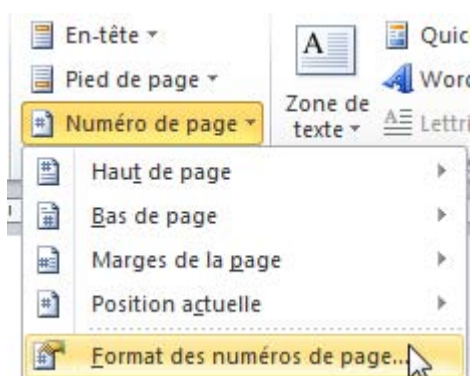 En-tête
Pied de page
Numéro de page
A
Zone de
texte
A
Haut de page
Bas de page
Marges de la page
Position actuelle
Format des numéros de page...